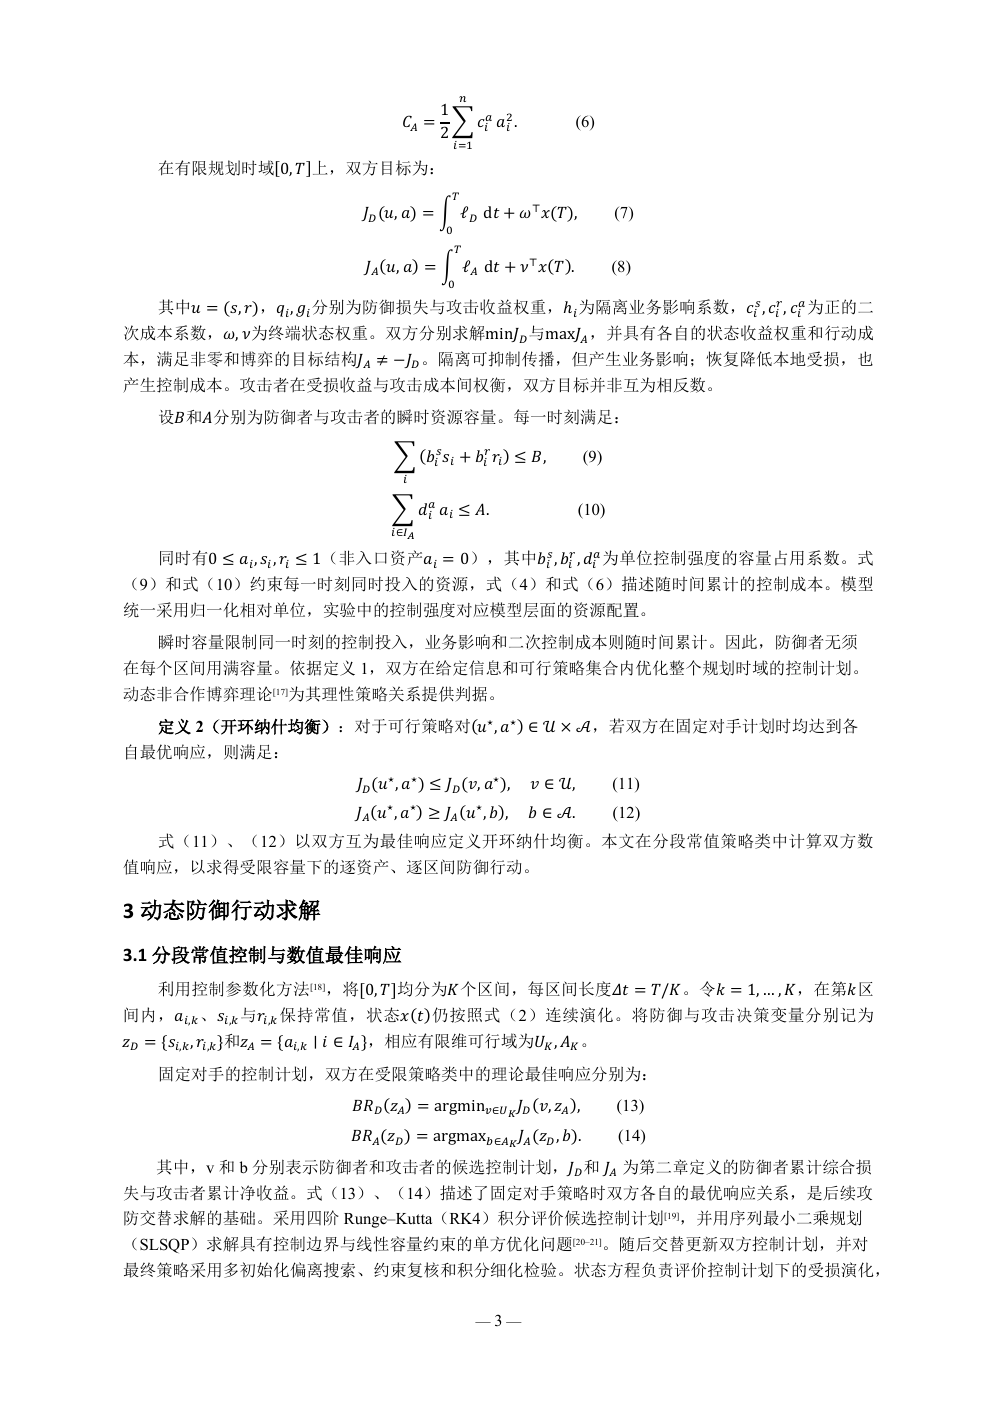 C_A = \frac{1}{2}\sum_{i=1}^{n} c_i^a a_i^2. (6)
在有限规划时域[0, T]上，双方目标为：
J_D(u, a) = ∫_0^T ℓ_D dt + ω^⊤x(T), (7)
J_A(u, a) = ∫_0^T ℓ_A dt + ν^⊤x(T). (8)
其中u = (s, r)，q_i, g_i分别为防御损失与攻击收益权重，h_i为隔离业务影响系数，c_i^s, c_i^r, c_i^a为正的二
次成本系数，ω, ν为终端状态权重。双方分别求解minJ_D与maxJ_A，并具有各自的状态收益权重和行动成
本，满足非零和博弈的目标结构J_A ≠ −J_D。隔离可抑制传播，但产生业务影响；恢复降低本地受损，也
产生控制成本。攻击者在受损收益与攻击成本间权衡，双方目标并非互为相反数。
设B和A分别为防御者与攻击者的瞬时资源容量。每一时刻满足：
∑_i (b_i^s s_i + b_i^r r_i) ≤ B, (9)
∑_{i∈I_A} d_i^a a_i ≤ A. (10)
同时有0 ≤ a_i, s_i, r_i ≤ 1（非入口资产a_i = 0），其中b_i^s, b_i^r, d_i^a为单位控制强度的容量占用系数。式
（9）和式（10）约束每一时刻同时投入的资源，式（4）和式（6）描述随时间累计的控制成本。模型
统一采用归一化相对单位，实验中的控制强度对应模型层面的资源配置。
瞬时容量限制同一时刻的控制投入，业务影响和二次控制成本则随时间累计。因此，防御者无须
在每个区间用满容量。依据定义 1，双方在给定信息和可行策略集合内优化整个规划时域的控制计划。
动态非合作博弈理论[17]为其理性策略关系提供判据。
定义 2（开环纳什均衡）：对于可行策略对(u⋆, a⋆) ∈ 𝒰 × 𝒜，若双方在固定对手计划时均达到各
自最优响应，则满足：
J_D(u⋆, a⋆) ≤ J_D(v, a⋆), v ∈ 𝒰, (11)
J_A(u⋆, a⋆) ≥ J_A(u⋆, b), b ∈ 𝒜. (12)
式（11）、（12）以双方互为最佳响应定义开环纳什均衡。本文在分段常值策略类中计算双方数
值响应，以求得受限容量下的逐资产、逐区间防御行动。
3 动态防御行动求解
3.1 分段常值控制与数值最佳响应
利用控制参数化方法[18]，将[0, T]均分为K个区间，每区间长度Δt = T/K。令k = 1, … , K，在第k区
间内，a_{i,k}、s_{i,k}与r_{i,k}保持常值，状态x(t)仍按照式（2）连续演化。将防御与攻击决策变量分别记为
z_D = {s_{i,k}, r_{i,k}}和z_A = {a_{i,k} ∣ i ∈ I_A}，相应有限维可行域为U_K, A_K。
固定对手的控制计划，双方在受限策略类中的理论最佳响应分别为：
BR_D(z_A) = argmin_{v∈U_K} J_D(v, z_A), (13)
BR_A(z_D) = argmax_{b∈A_K} J_A(z_D, b). (14)
其中，v 和 b 分别表示防御者和攻击者的候选控制计划，J_D和 J_A 为第二章定义的防御者累计综合损
失与攻击者累计净收益。式（13）、（14）描述了固定对手策略时双方各自的最优响应关系，是后续攻
防交替求解的基础。采用四阶 Runge–Kutta（RK4）积分评价候选控制计划[19]，并用序列最小二乘规划
（SLSQP）求解具有控制边界与线性容量约束的单方优化问题[20–21]。随后交替更新双方控制计划，并对
最终策略采用多初始化偏离搜索、约束复核和积分细化检验。状态方程负责评价控制计划下的受损演化，
— 3 —